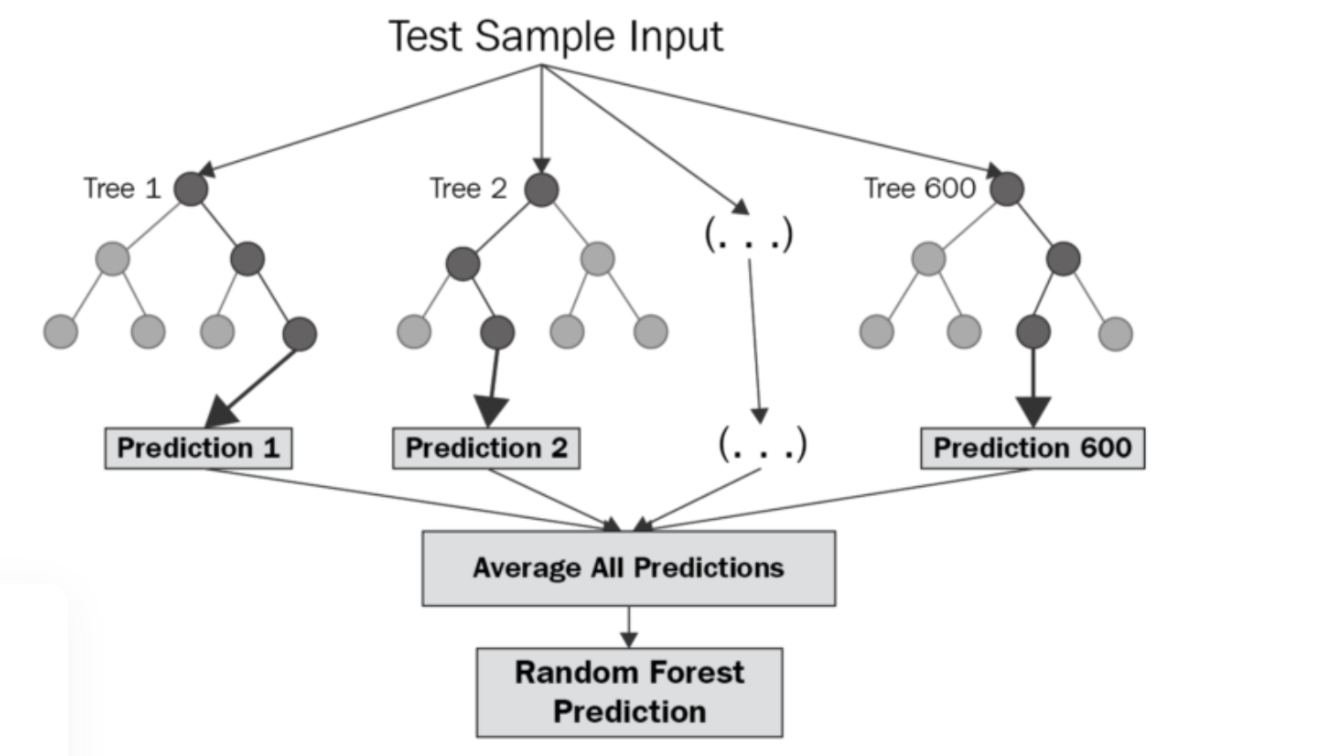 Test Sample Input
Tree 1
Tree 2
(. . .)
Tree 600
Prediction 1
Prediction 2
(. . .)
Prediction 600
Average All Predictions
Random Forest
Prediction